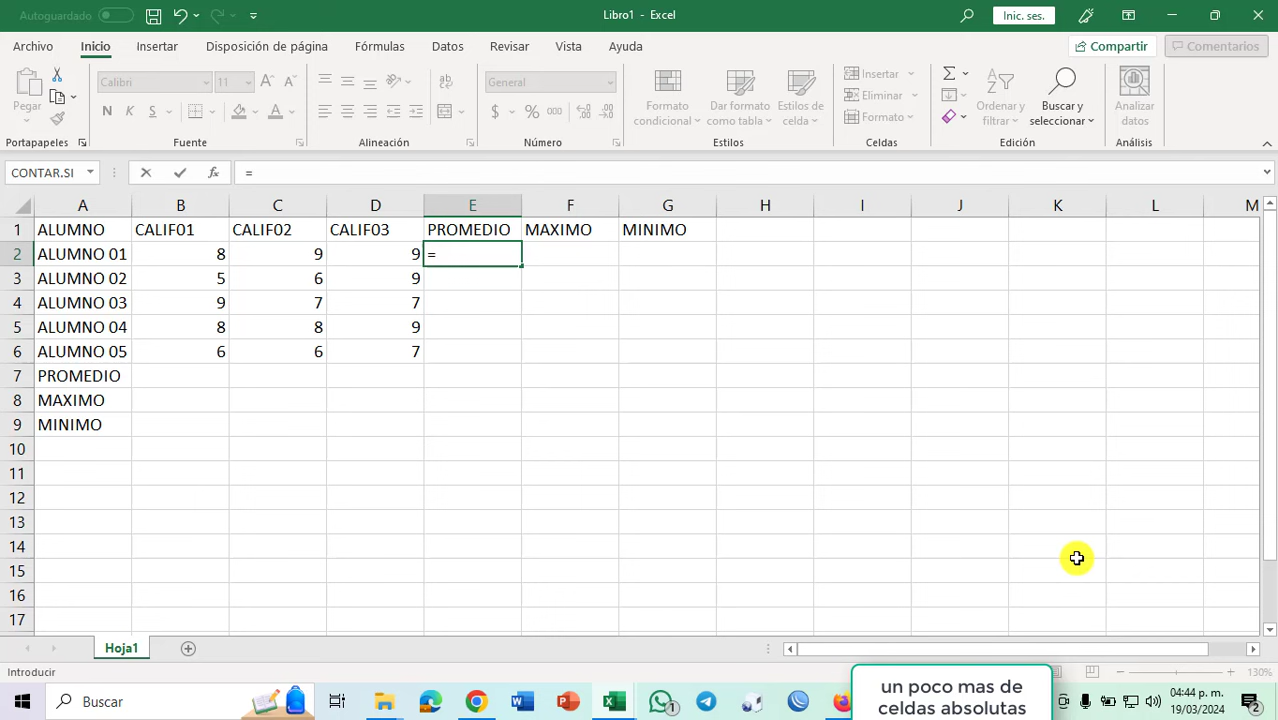 Autoguardado
Libro1 - Excel
Inic. ses.
Archivo Inicio Insertar Disposición de página Fórmulas Datos Revisar Vista Ayuda
Compartir Comentarios
Pegar
Calibri 11
N K S
General
$ % 000
Formato condicional
Dar formato como tabla
Estilos de celda
Insertar
Eliminar
Formato
Ordenar y filtrar
Buscar y seleccionar
Analizar datos
Portapapeles Fuente Alineación Número Estilos Celdas Edición Análisis
CONTAR.SI fx =
A B C D E F G H I J K L M
1 ALUMNO CALIF01 CALIF02 CALIF03 PROMEDIO MAXIMO MINIMO
2 ALUMNO 01 8 9 9 =
3 ALUMNO 02 5 6 9
4 ALUMNO 03 9 7 7
5 ALUMNO 04 8 8 9
6 ALUMNO 05 6 6 7
7 PROMEDIO
8 MAXIMO
9 MINIMO
10
11
12
13
14
15
16
17
Hoja1
Introducir
130%
Buscar
1
04:44 p. m.
19/03/2024
2
un poco mas de
celdas absolutas